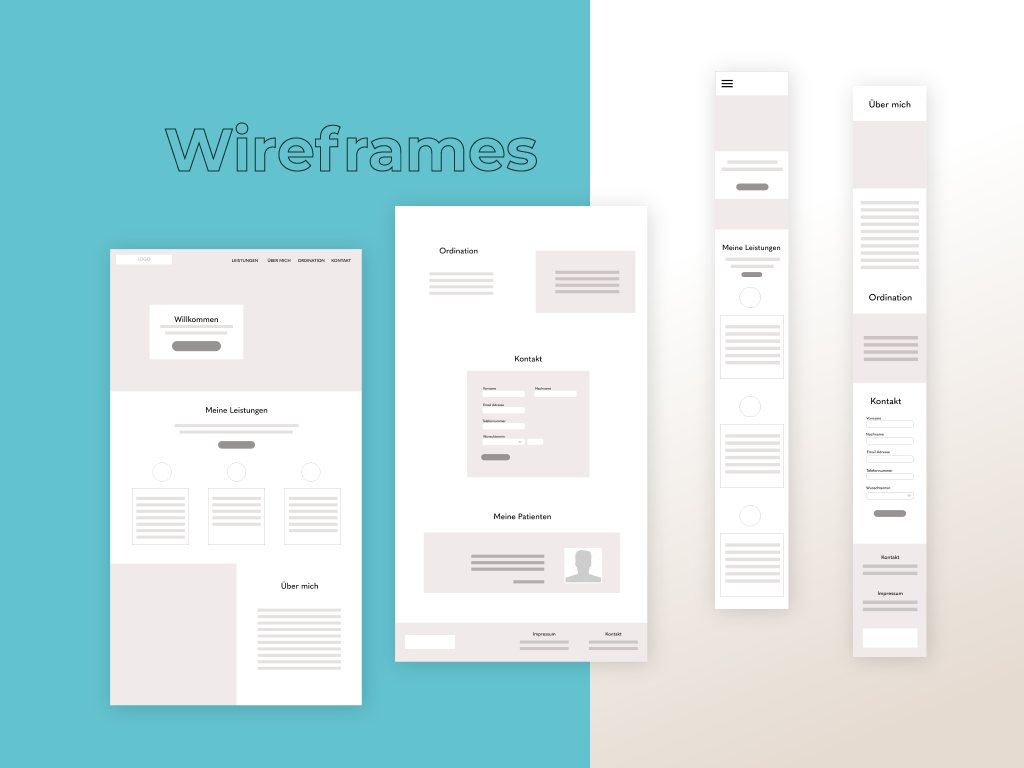 Wireframes
LOGO
LEISTUNGEN ÜBER MICH ORDINATION KONTAKT
Willkommen
Meine Leistungen
Über mich
Ordination
Kontakt
Vorname Nachname
Email Adresse
Telefonnummer
Wunschtermin
Meine Patienten
Impressum Kontakt
Meine Leistungen
Über mich
Ordination
Kontakt
Vorname
Nachname
Email Adresse
Telefonnummer
Wunschtermin
Kontakt
Impressum